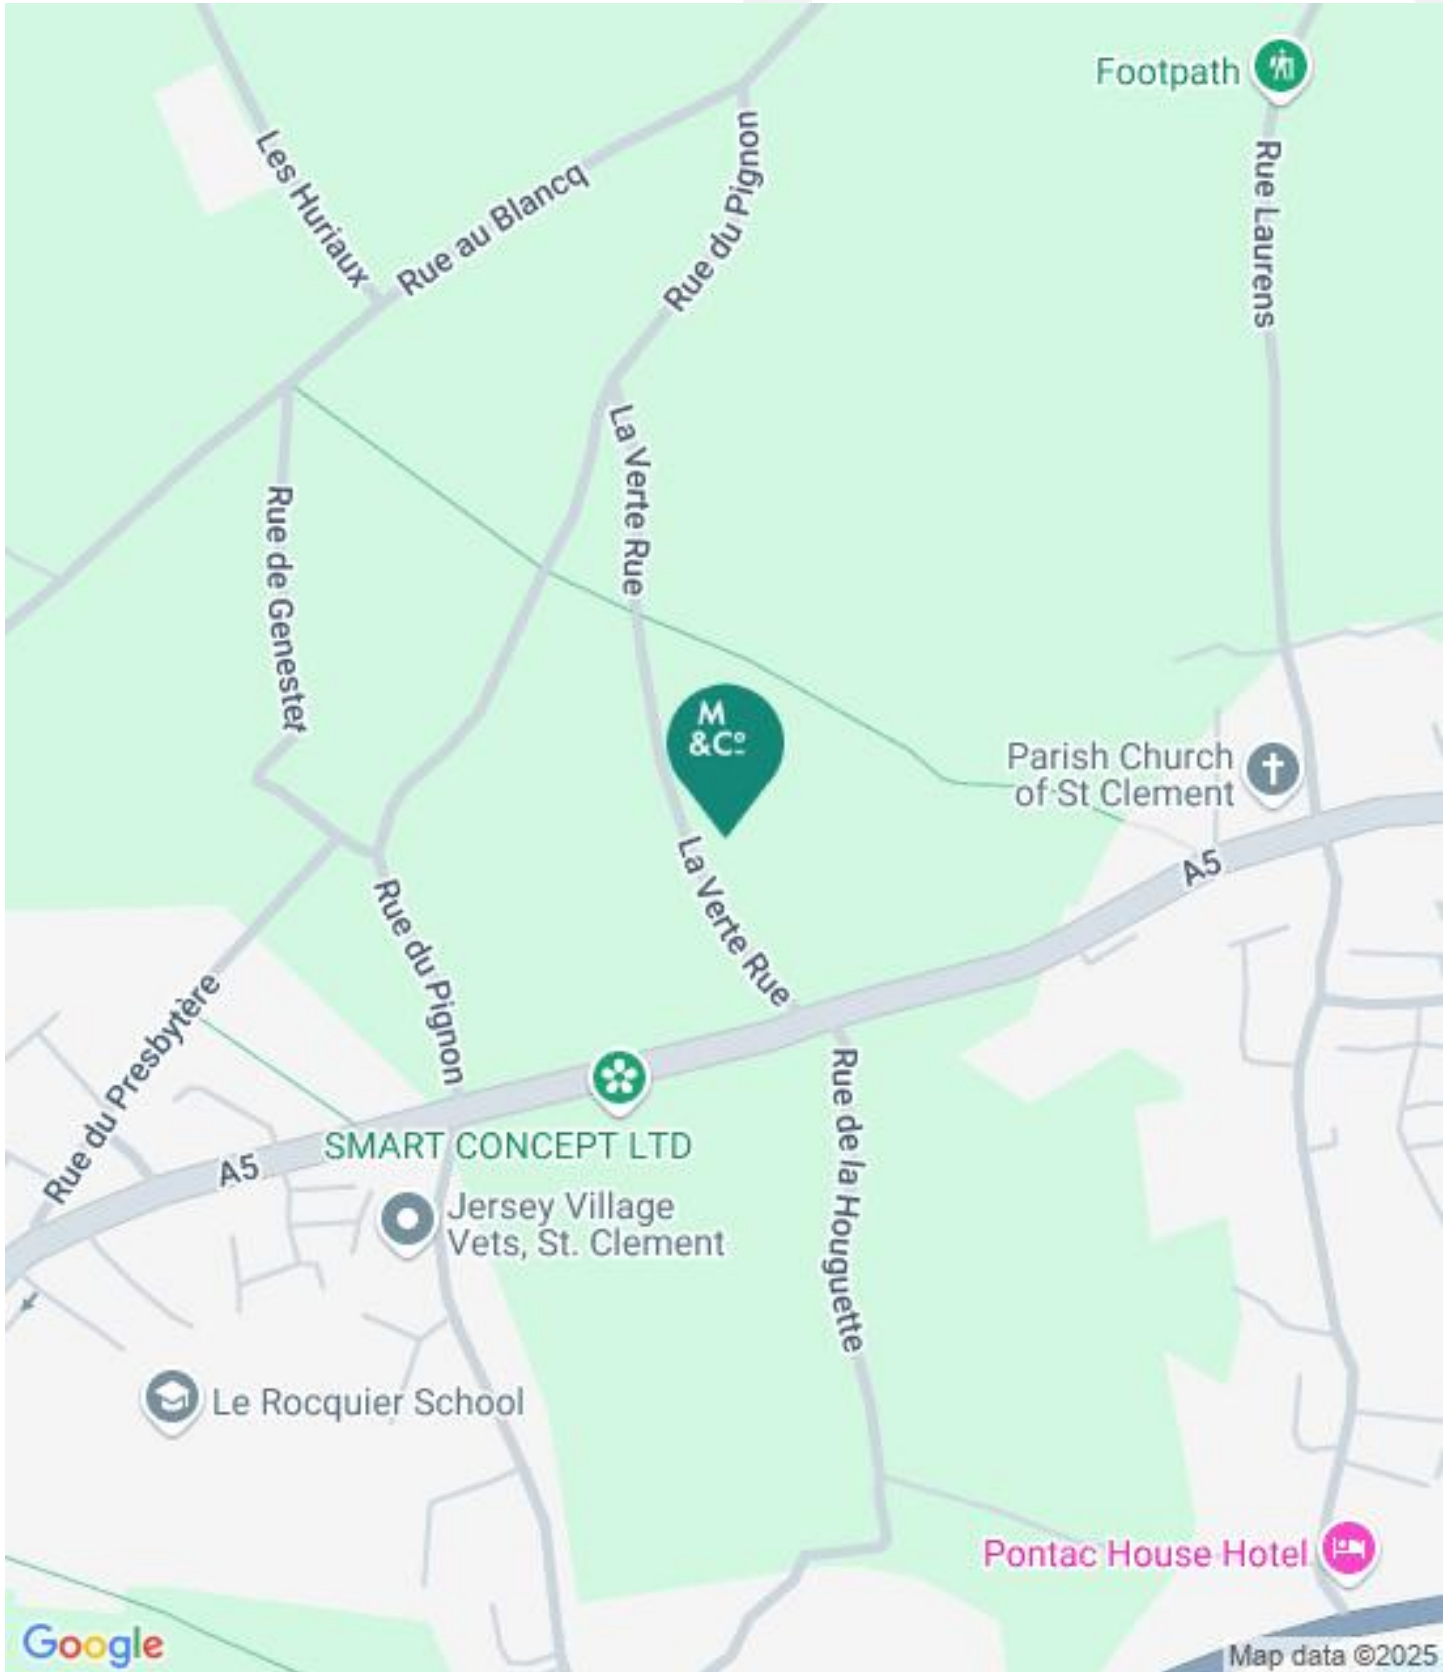 Footpath
Les Huriaux
Rue au Blancq
Rue du Pignon
Rue Laurens
La Verte Rue
Rue de Genestet
M
&Cº
Parish Church
of St Clement
La Verte Rue
A5
Rue du Pignon
Rue du Presbytère
SMART CONCEPT LTD
A5
Rue de la Houguette
Jersey Village
Vets, St. Clement
Le Rocquier School
Pontac House Hotel
Google
Map data ©2025